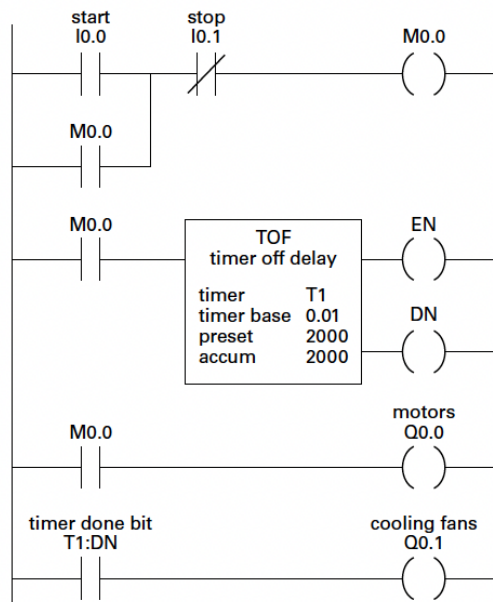 start
I0.0
stop
I0.1
M0.0
M0.0
M0.0
TOF
timer off delay
timer T1
timer base 0.01
preset 2000
accum 2000
EN
DN
M0.0
motors
Q0.0
timer done bit
T1:DN
cooling fans
Q0.1